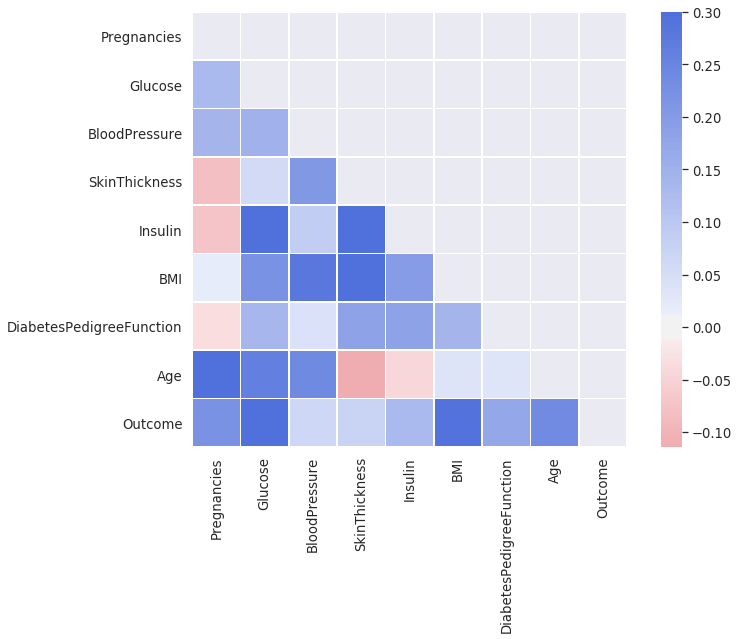 Pregnancies
Glucose
BloodPressure
SkinThickness
Insulin
BMI
DiabetesPedigreeFunction
Age
Outcome
Pregnancies
Glucose
BloodPressure
SkinThickness
Insulin
BMI
DiabetesPedigreeFunction
Age
Outcome
0.30
0.25
0.20
0.15
0.10
0.05
0.00
−0.05
−0.10